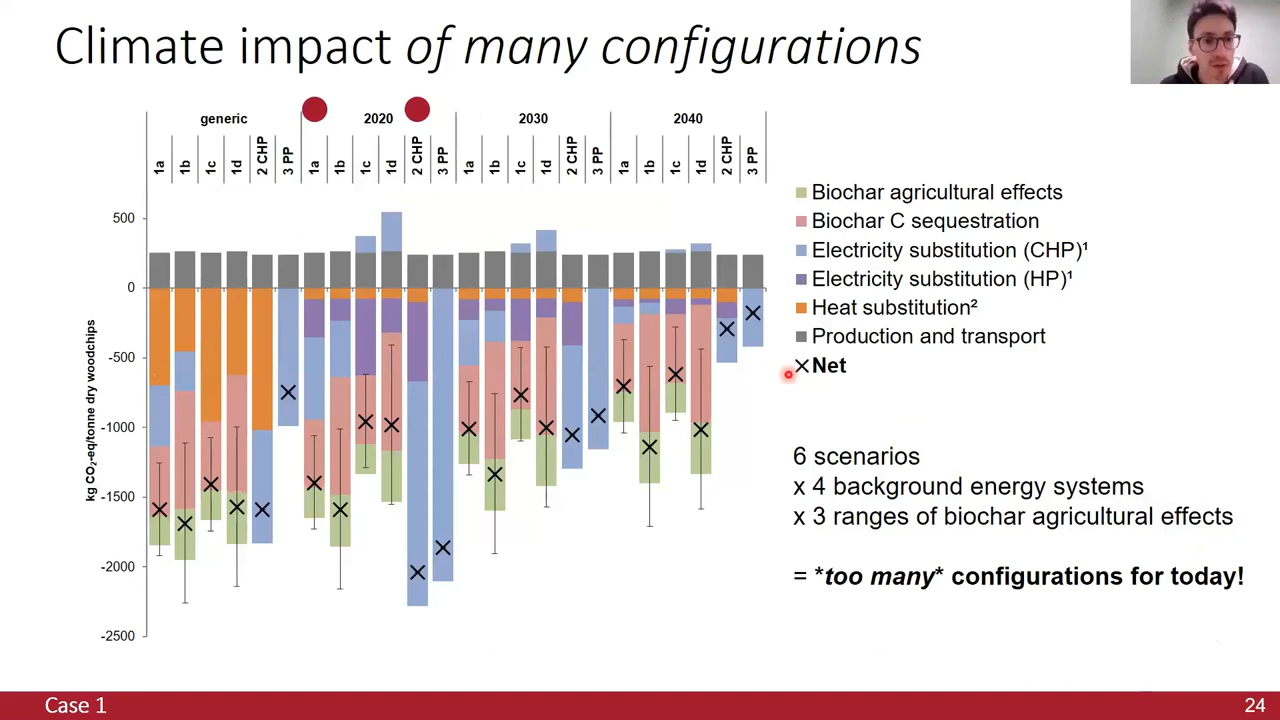 Climate impact of many configurations
generic 2020 2030 2040
1a 1b 1c 1d 2 CHP 3 PP 1a 1b 1c 1d 2 CHP 3 PP 1a 1b 1c 1d 2 CHP 3 PP 1a 1b 1c 1d 2 CHP 3 PP
500
0
-500
-1000
-1500
-2000
-2500
kg CO₂-eq/tonne dry woodchips
Biochar agricultural effects
Biochar C sequestration
Electricity substitution (CHP)¹
Electricity substitution (HP)¹
Heat substitution²
Production and transport
Net
6 scenarios
x 4 background energy systems
x 3 ranges of biochar agricultural effects
= *too many* configurations for today!
Case 1
24